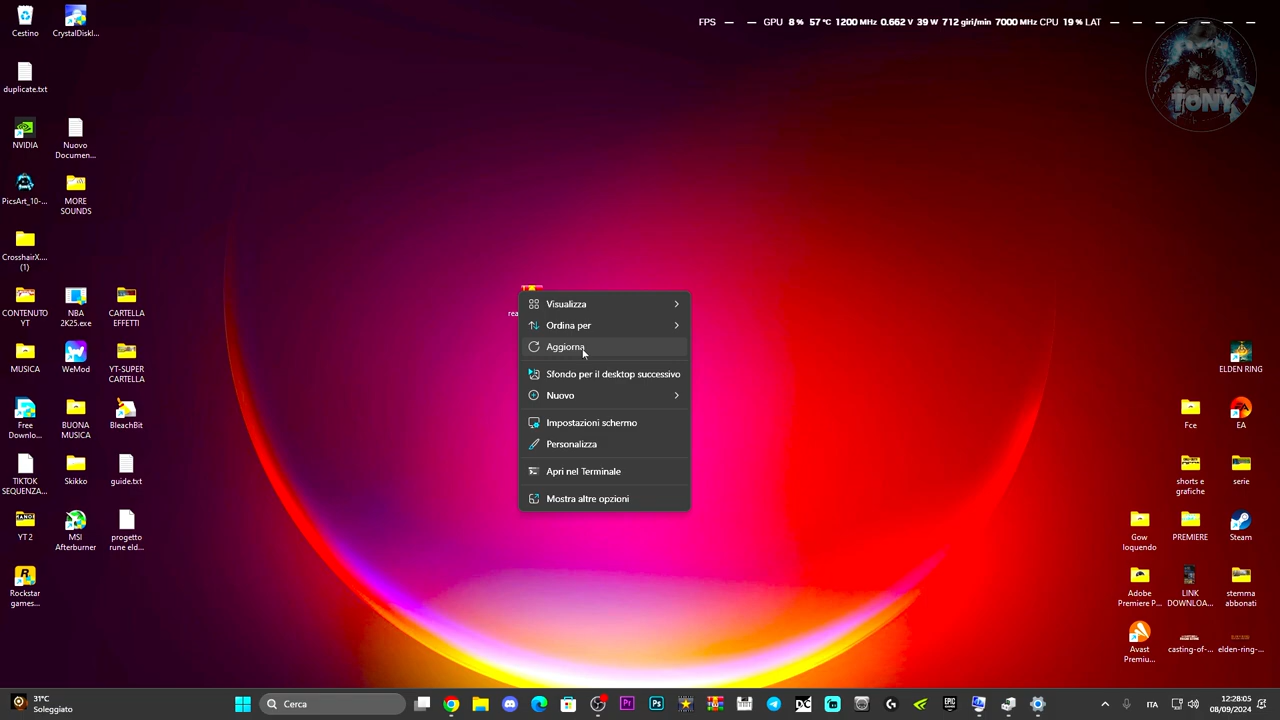 FPS — — GPU 8 % 57 °C 1200 MHz 0.662 V 39 W 712 giri/min 7000 MHz CPU 19 % LAT — — — — — — —
TONY
Cestino
CrystalDiskI...
duplicate.txt
NVIDIA
Nuovo
Documen...
PicsArt_10-...
MORE
SOUNDS
CrosshairX...
(1)
CONTENUTO
YT
NBA
2K25.exe
CARTELLA
EFFETTI
MUSICA
WeMod
YT-SUPER
CARTELLA
Free
Downlo...
BUONA
MUSICA
BleachBit
TIKTOK
SEQUENZA...
Skikko
guide.txt
YT 2
MSI
Afterburner
progetto
rune eld...
Rockstar
games...
rea
Visualizza
Ordina per
Aggiorna
Sfondo per il desktop successivo
Nuovo
Impostazioni schermo
Personalizza
Apri nel Terminale
Mostra altre opzioni
ELDEN RING
Fce
EA
shorts e
grafiche
serie
Gow
loquendo
PREMIERE
Steam
Adobe
Premiere P...
LINK
DOWNLOA...
stemma
abbonati
Avast
Premiu...
casting-of-...
elden-ring-...
31°C
Soleggiato
Cerca
ITA
12:28:05
08/09/2024